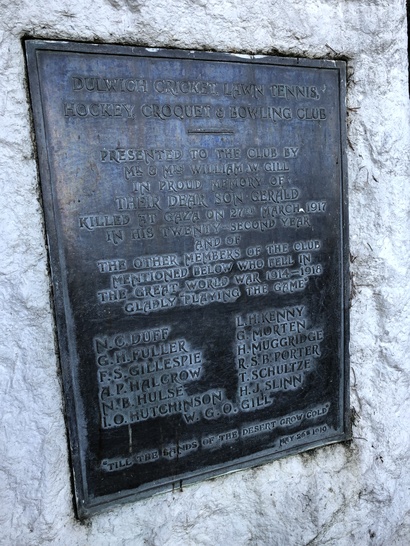 DULWICH CRICKET, LAWN TENNIS,
HOCKEY CROQUET & BOWLING CLUB
PRESENTED TO THE CLUB BY
MR & MRS WILLIAM.W.GILL
IN PROUD MEMORY OF
THEIR DEAR SON GERALD
KILLED AT GAZA ON 27TH MARCH 1917
IN HIS TWENTY-SECOND YEAR
AND OF
THE OTHER MEMBERS OF THE CLUB
MENTIONED BELOW WHO FELL IN
THE GREAT WORLD WAR 1914-1918
GLADLY "PLAYING THE GAME"
N.G.DUFF
G.H.FULLER
F.S.GILLESPIE
A.P.HALCROW
N.B.HULSE
I.O.HUTCHINSON
L.H.KENNY
G.MORTEN
H.MUGGRIDGE
R.S.B.PORTER
T.SCHULTZE
H.J.SLINN
W.G.O.GILL
"TILL THE SANDS OF THE DESERT GROW COLD"
MAY 1919